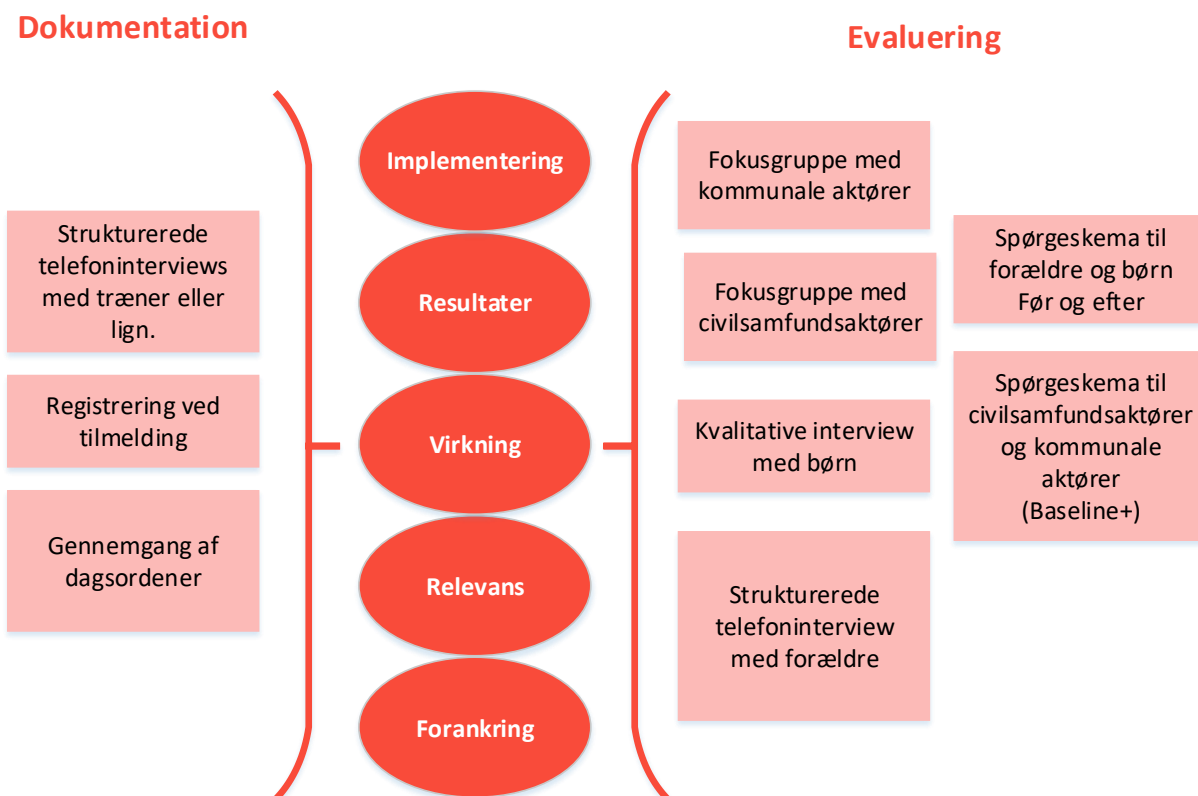 Dokumentation
Strukturerede
telefoninterviews
med træner eller
lign.
Registrering ved
tilmelding
Gennemgang af
dagsordener
Implementering
Resultater
Virkning
Relevans
Forankring
Evaluering
Fokusgruppe med
kommunale aktører
Fokusgruppe med
civilsamfundsaktører
Kvalitative interview
med børn
Strukturerede
telefoninterview
med forældre
Spørgeskema til
forældre og børn
Før og efter
Spørgeskema til
civilsamfundsaktører
og kommunale
aktører
(Baseline+)